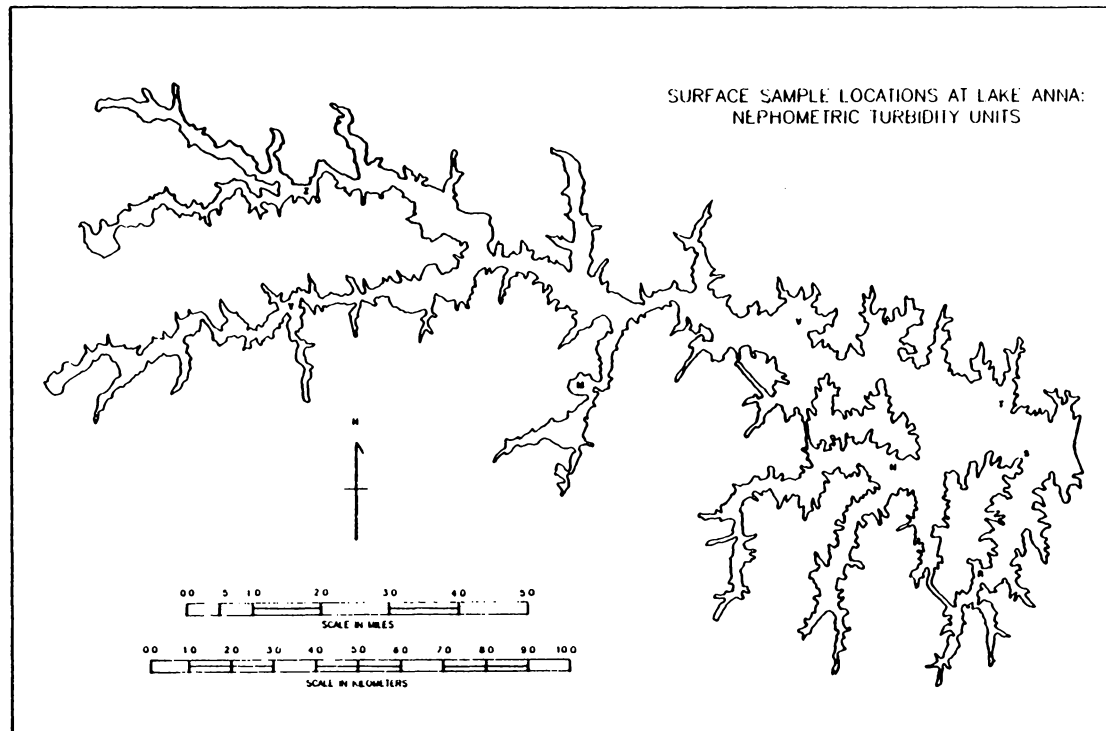 SURFACE SAMPLE LOCATIONS AT LAKE ANNA:
NEPHOMETRIC TURBIDITY UNITS
Z
Y
V
M
T
S
N
R
N
00 .5 1.0 2.0 3.0 4.0 5.0
SCALE IN MILES
0.0 1.0 2.0 3.0 4.0 5.0 6.0 7.0 8.0 9.0 10.0
SCALE IN KILOMETERS